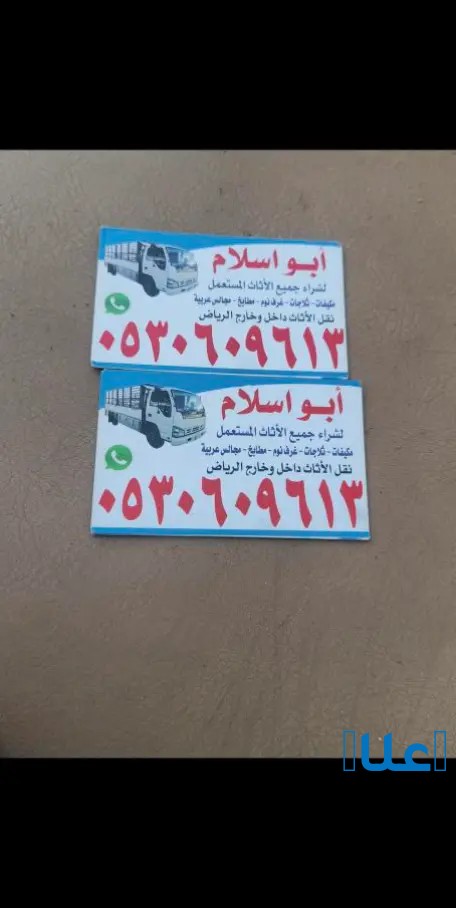 أبو اسلام
لشراء جميع الأثاث المستعمل
مكيفات - ثلاجات - غرف نوم - مطابخ - مجالس عربية
نقل الأثاث داخل وخارج الرياض
٠٥٣٠٦٠٩٦١٣
أبو اسلام
لشراء جميع الأثاث المستعمل
مكيفات - ثلاجات - غرف نوم - مطابخ - مجالس عربية
نقل الأثاث داخل وخارج الرياض
٠٥٣٠٦٠٩٦١٣